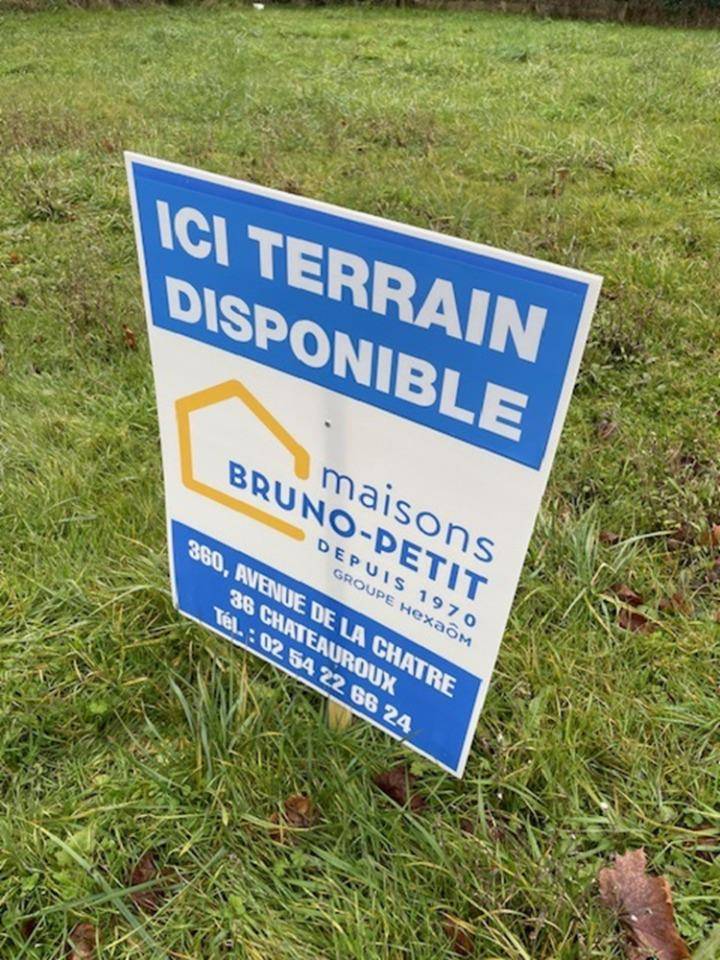 ICI TERRAIN
DISPONIBLE
maisons
BRUNO-PETIT
DEPUIS 1970
GROUPE HEXAÔM
360, AVENUE DE LA CHATRE
36 CHATEAUROUX
Tél. : 02 54 22 66 24